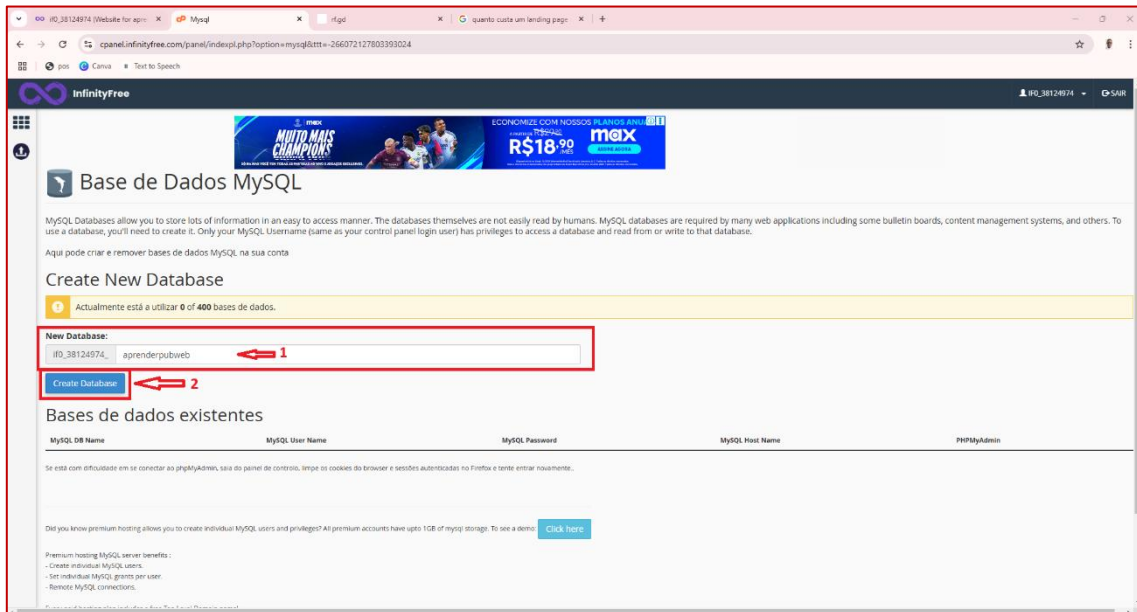 if0_38124974 (Website for apre
Mysql
rf.gd
quanto custa um landing page
cpanel.infinityfree.com/panel/indexpl.php?option=mysql&ttt=-266072127803393024
pos
Canva
Text to Speech
InfinityFree
IF0_38124974
SAIR
max
MUITO MAIS
CHAMPIONS
ECONOMIZE COM NOSSOS PLANOS ANUAIS
R$29,90
R$18,90
/MÊS
max
ASSINE AGORA
Base de Dados MySQL
MySQL Databases allow you to store lots of information in an easy to access manner. The databases themselves are not easily read by humans. MySQL databases are required by many web applications including some bulletin boards, content management systems, and others. To
use a database, you'll need to create it. Only your MySQL Username (same as your control panel login user) has privileges to access a database and read from or write to that database.
Aqui pode criar e remover bases de dados MySQL na sua conta
Create New Database
Actualmente está a utilizar 0 of 400 bases de dados.
New Database:
if0_38124974_ aprenderpubweb
1
Create Database
2
Bases de dados existentes
MySQL DB Name MySQL User Name MySQL Password MySQL Host Name PHPMyAdmin
Se está com dificuldade em se conectar ao phpMyAdmin, saia do painel de controlo, limpe os cookies do browser e sessões autenticadas no Firefox e tente entrar novamente..
Did you know premium hosting allows you to create individual MySQL users and privileges? All premium accounts have upto 1GB of mysql storage. To see a demo: Click here
Premium hosting MySQL server benefits :
- Create individual MySQL users.
- Set individual MySQL grants per user.
- Remote MySQL connections.